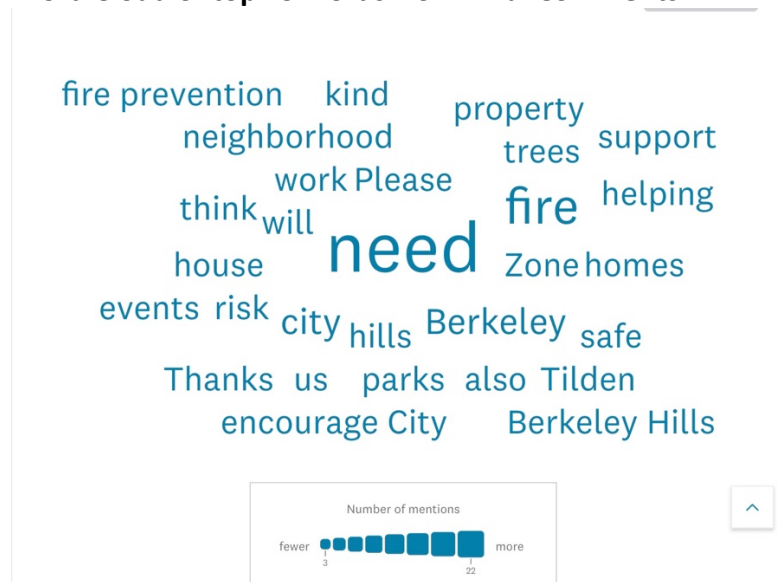 fire prevention kind
property
neighborhood
support
trees
work Please
helping
think
fire
will
need
house
Zone homes
events risk
city
Berkeley
hills
safe
Thanks us parks also Tilden
encourage City
Berkeley Hills
Number of mentions
fewer
more
3
22